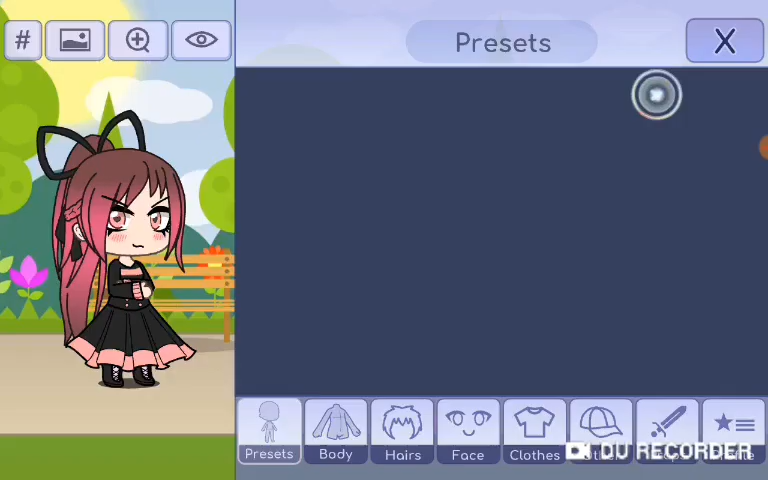 #
Presets
X
Presets
Body
Hairs
Face
Clothes
DU RECORDER